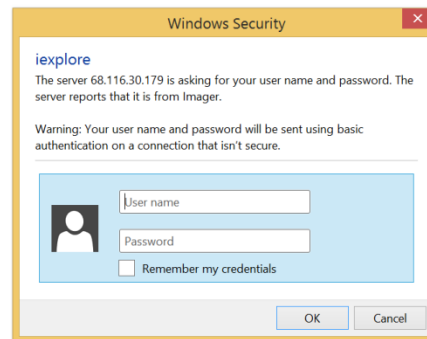 Windows Security
iexplore
The server 68.116.30.179 is asking for your user name and password. The
server reports that it is from Imager.
Warning: Your user name and password will be sent using basic
authentication on a connection that isn't secure.
User name
Password
Remember my credentials
OK
Cancel